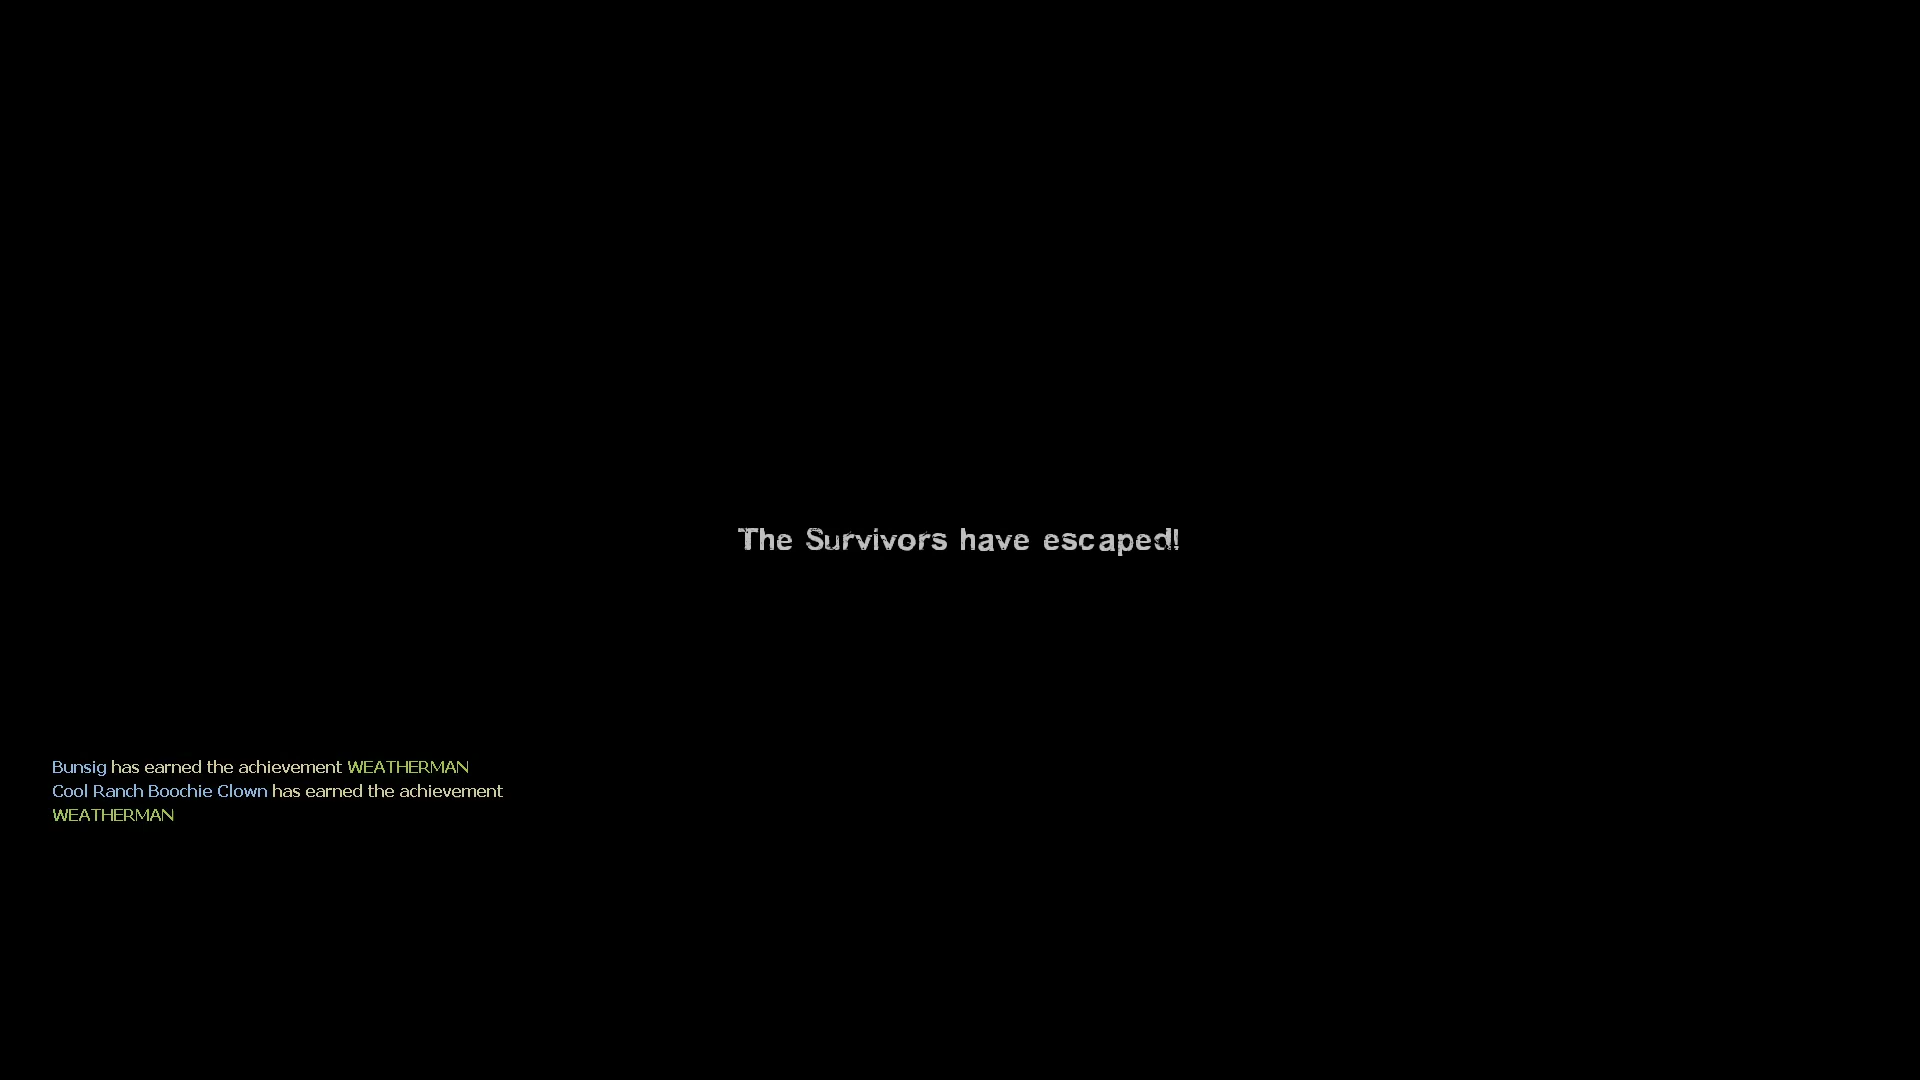 The Survivors have escaped!
Bunsig has earned the achievement WEATHERMAN
Cool Ranch Boochie Clown has earned the achievement
WEATHERMAN